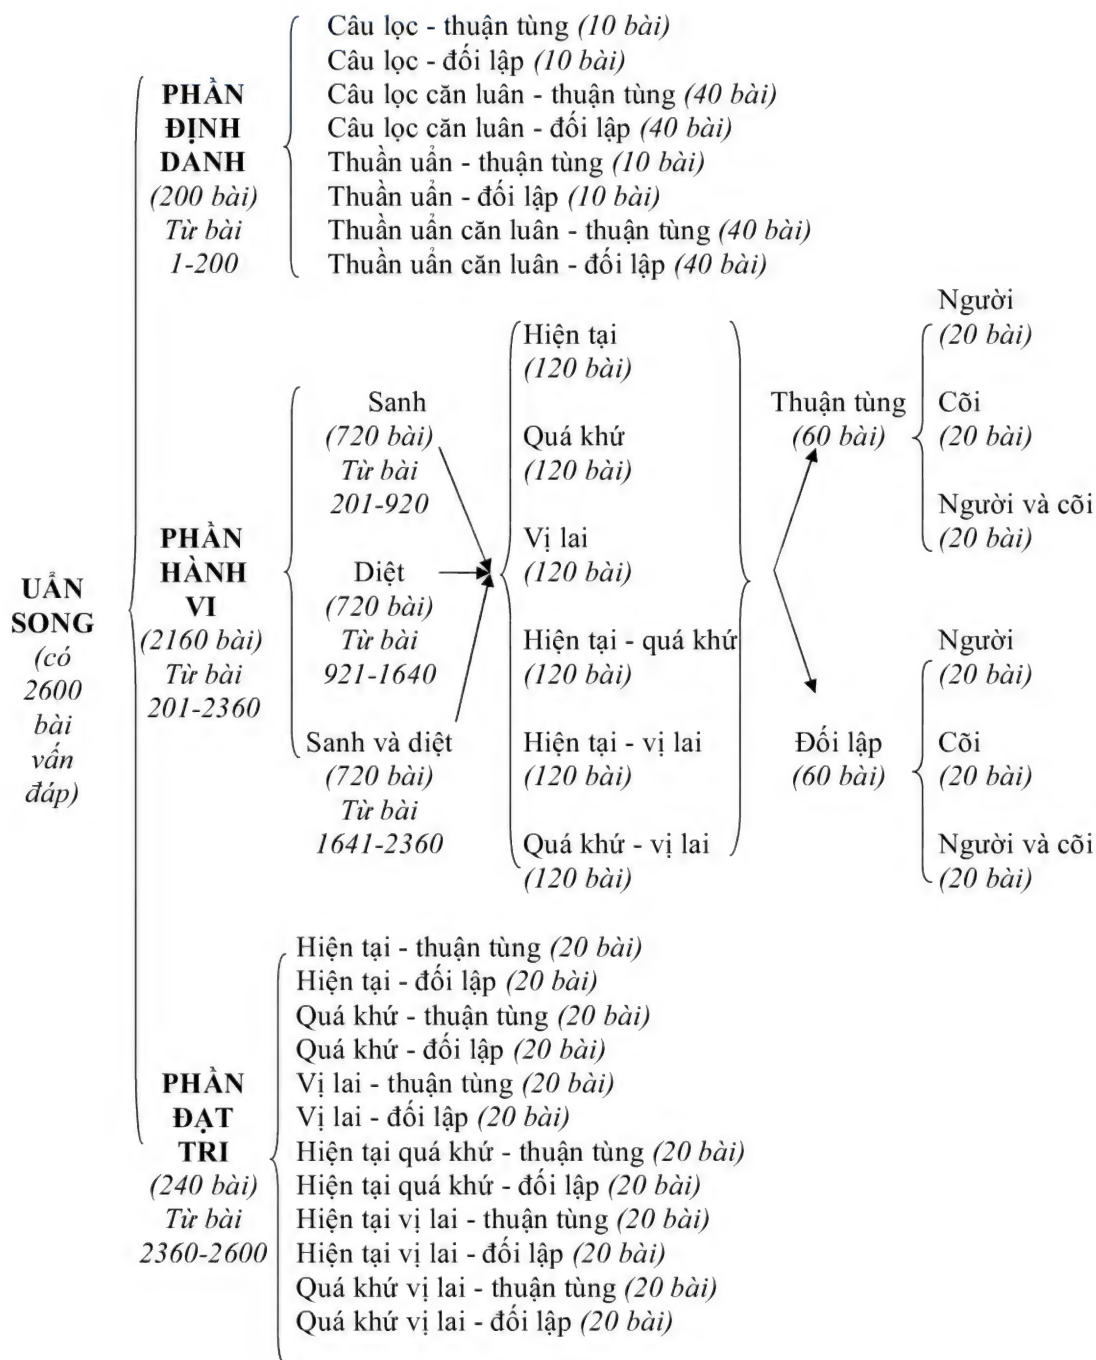 UẨN
SONG
(có
2600
bài
vấn
đáp)
PHẦN
ĐỊNH
DANH
(200 bài)
Từ bài
1-200
Câu lọc - thuận tùng (10 bài)
Câu lọc - đối lập (10 bài)
Câu lọc căn luân - thuận tùng (40 bài)
Câu lọc căn luân - đối lập (40 bài)
Thuần uẩn - thuận tùng (10 bài)
Thuần uẩn - đối lập (10 bài)
Thuần uẩn căn luân - thuận tùng (40 bài)
Thuần uẩn căn luân - đối lập (40 bài)
PHẦN
HÀNH
VI
(2160 bài)
Từ bài
201-2360
Sanh
(720 bài)
Từ bài
201-920
Diệt
(720 bài)
Từ bài
921-1640
Sanh và diệt
(720 bài)
Từ bài
1641-2360
Hiện tại
(120 bài)
Quá khứ
(120 bài)
Vị lai
(120 bài)
Hiện tại - quá khứ
(120 bài)
Hiện tại - vị lai
(120 bài)
Quá khứ - vị lai
(120 bài)
Thuận tùng
(60 bài)
Người
(20 bài)
Cõi
(20 bài)
Người và cõi
(20 bài)
Đối lập
(60 bài)
Người
(20 bài)
Cõi
(20 bài)
Người và cõi
(20 bài)
PHẦN
ĐẠT
TRI
(240 bài)
Từ bài
2360-2600
Hiện tại - thuận tùng (20 bài)
Hiện tại - đối lập (20 bài)
Quá khứ - thuận tùng (20 bài)
Quá khứ - đối lập (20 bài)
Vị lai - thuận tùng (20 bài)
Vị lai - đối lập (20 bài)
Hiện tại quá khứ - thuận tùng (20 bài)
Hiện tại quá khứ - đối lập (20 bài)
Hiện tại vị lai - thuận tùng (20 bài)
Hiện tại vị lai - đối lập (20 bài)
Quá khứ vị lai - thuận tùng (20 bài)
Quá khứ vị lai - đối lập (20 bài)